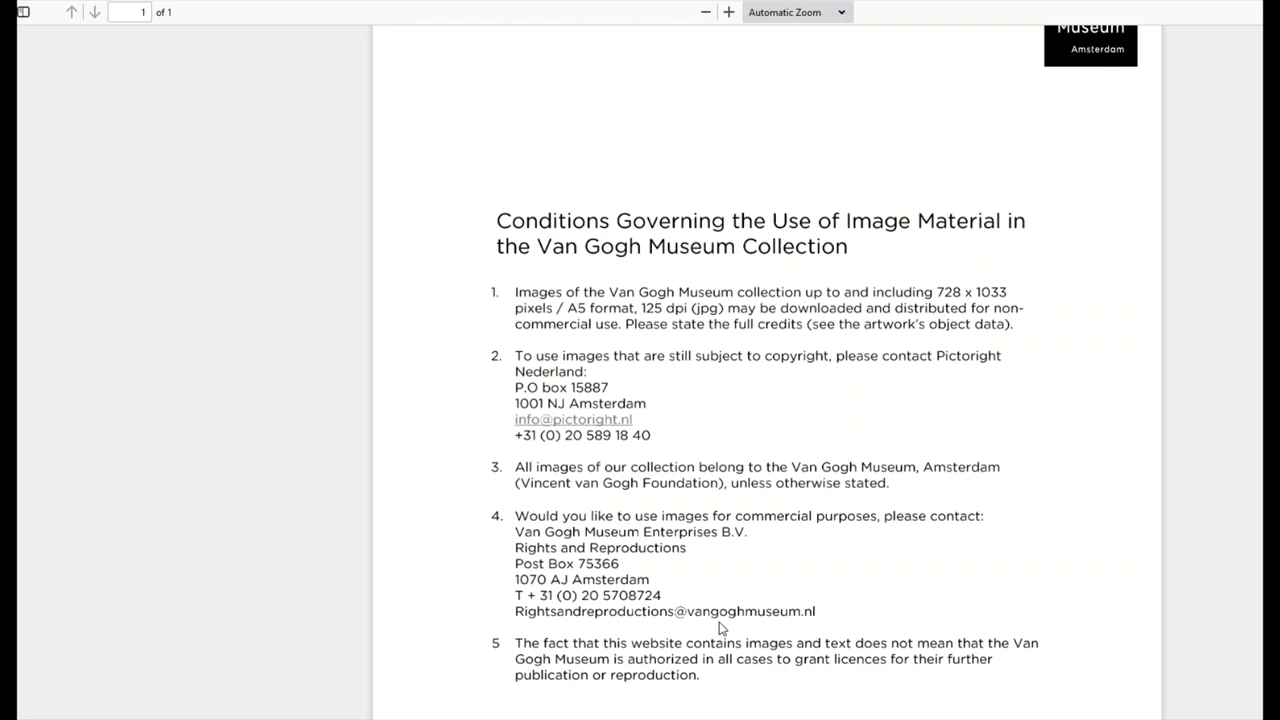 1
of 1
Automatic Zoom
Museum
Amsterdam
Conditions Governing the Use of Image Material in
the Van Gogh Museum Collection
1. Images of the Van Gogh Museum collection up to and including 728 x 1033
pixels / A5 format, 125 dpi (jpg) may be downloaded and distributed for non-
commercial use. Please state the full credits (see the artwork's object data).
2. To use images that are still subject to copyright, please contact Pictoright
Nederland:
P.O box 15887
1001 NJ Amsterdam
info@pictoright.nl
+31 (0) 20 589 18 40
3. All images of our collection belong to the Van Gogh Museum, Amsterdam
(Vincent van Gogh Foundation), unless otherwise stated.
4. Would you like to use images for commercial purposes, please contact:
Van Gogh Museum Enterprises B.V.
Rights and Reproductions
Post Box 75366
1070 AJ Amsterdam
T + 31 (0) 20 5708724
Rightsandreproductions@vangoghmuseum.nl
5 The fact that this website contains images and text does not mean that the Van
Gogh Museum is authorized in all cases to grant licences for their further
publication or reproduction.